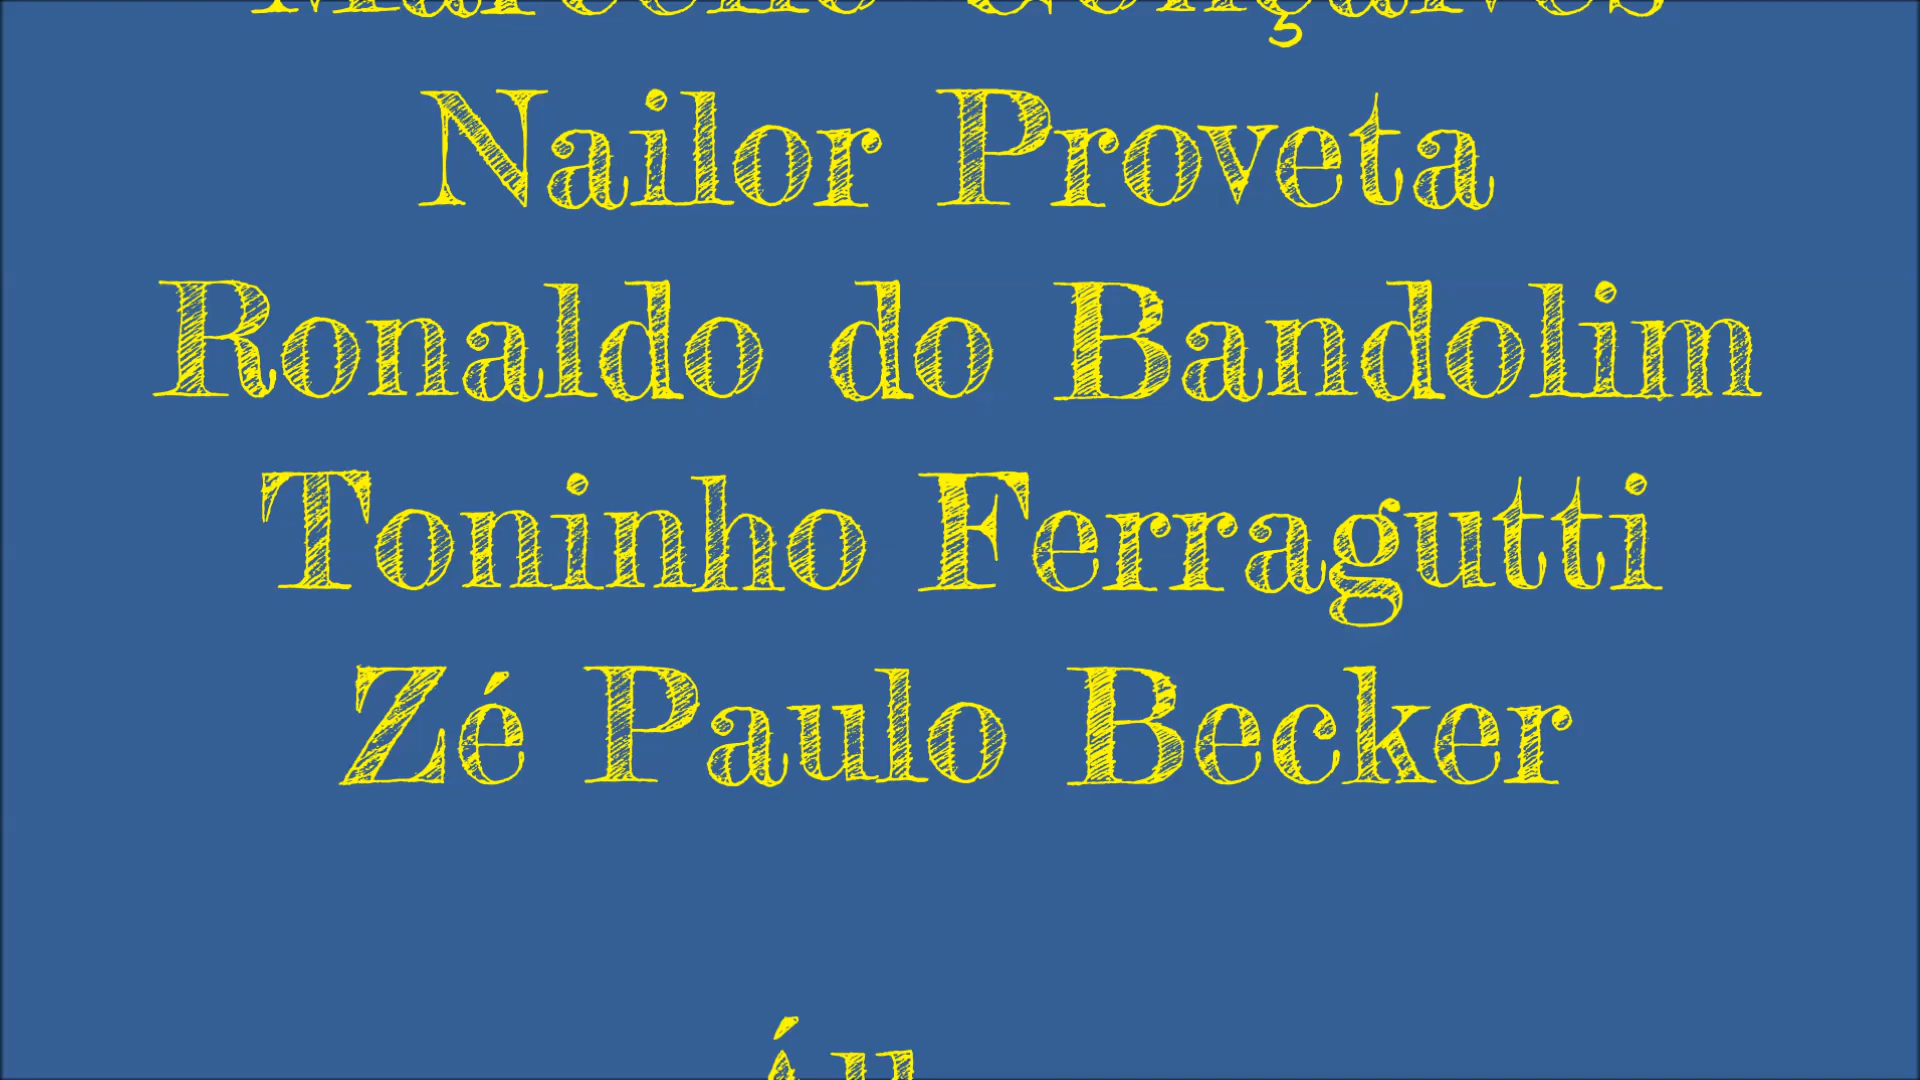 Nailor Proveta
Ronaldo do Bandolim
Toninho Ferragutti
Zé Paulo Becker